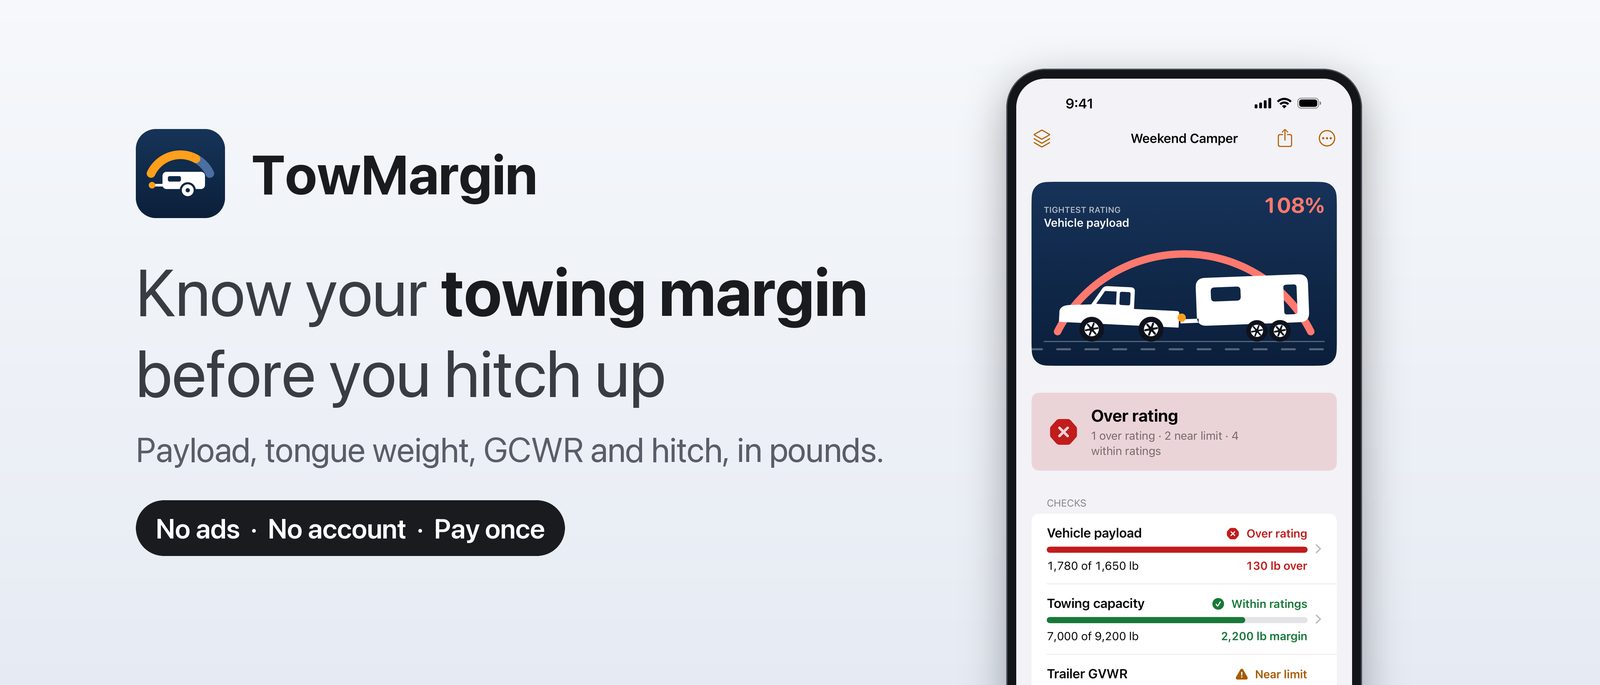 TowMargin
Know your towing margin
before you hitch up
Payload, tongue weight, GCWR and hitch, in pounds.
No ads · No account · Pay once
9:41
Weekend Camper
TIGHTEST RATING
Vehicle payload
108%
Over rating
1 over rating · 2 near limit · 4
within ratings
CHECKS
Vehicle payload
Over rating
1,780 of 1,650 lb
130 lb over
Towing capacity
Within ratings
7,000 of 9,200 lb
2,200 lb margin
Trailer GVWR
Near limit